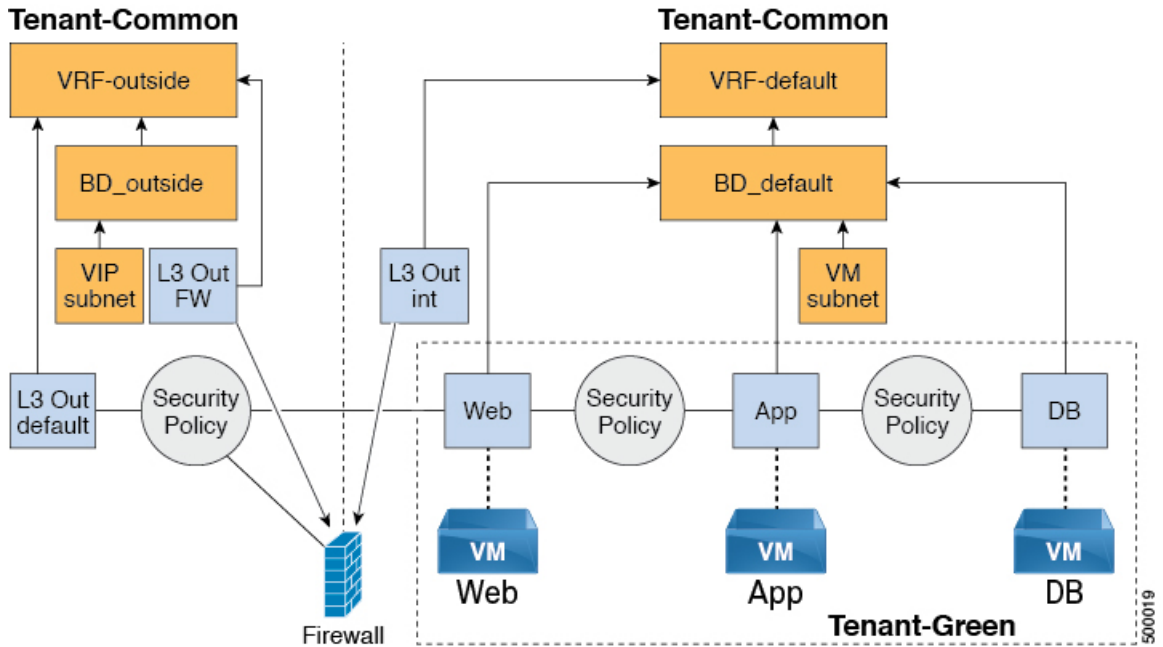 Tenant-Common
Tenant-Common
VRF-outside
VRF-default
BD_outside
BD_default
VIP
subnet
L3 Out
FW
L3 Out
int
VM
subnet
L3 Out
default
Security
Policy
Web
Security
Policy
App
Security
Policy
DB
VM
VM
VM
Web
App
DB
Firewall
Tenant-Green
500019